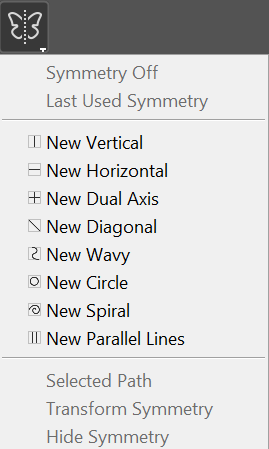 Symmetry Off
Last Used Symmetry
New Vertical
New Horizontal
New Dual Axis
New Diagonal
New Wavy
New Circle
New Spiral
New Parallel Lines
Selected Path
Transform Symmetry
Hide Symmetry